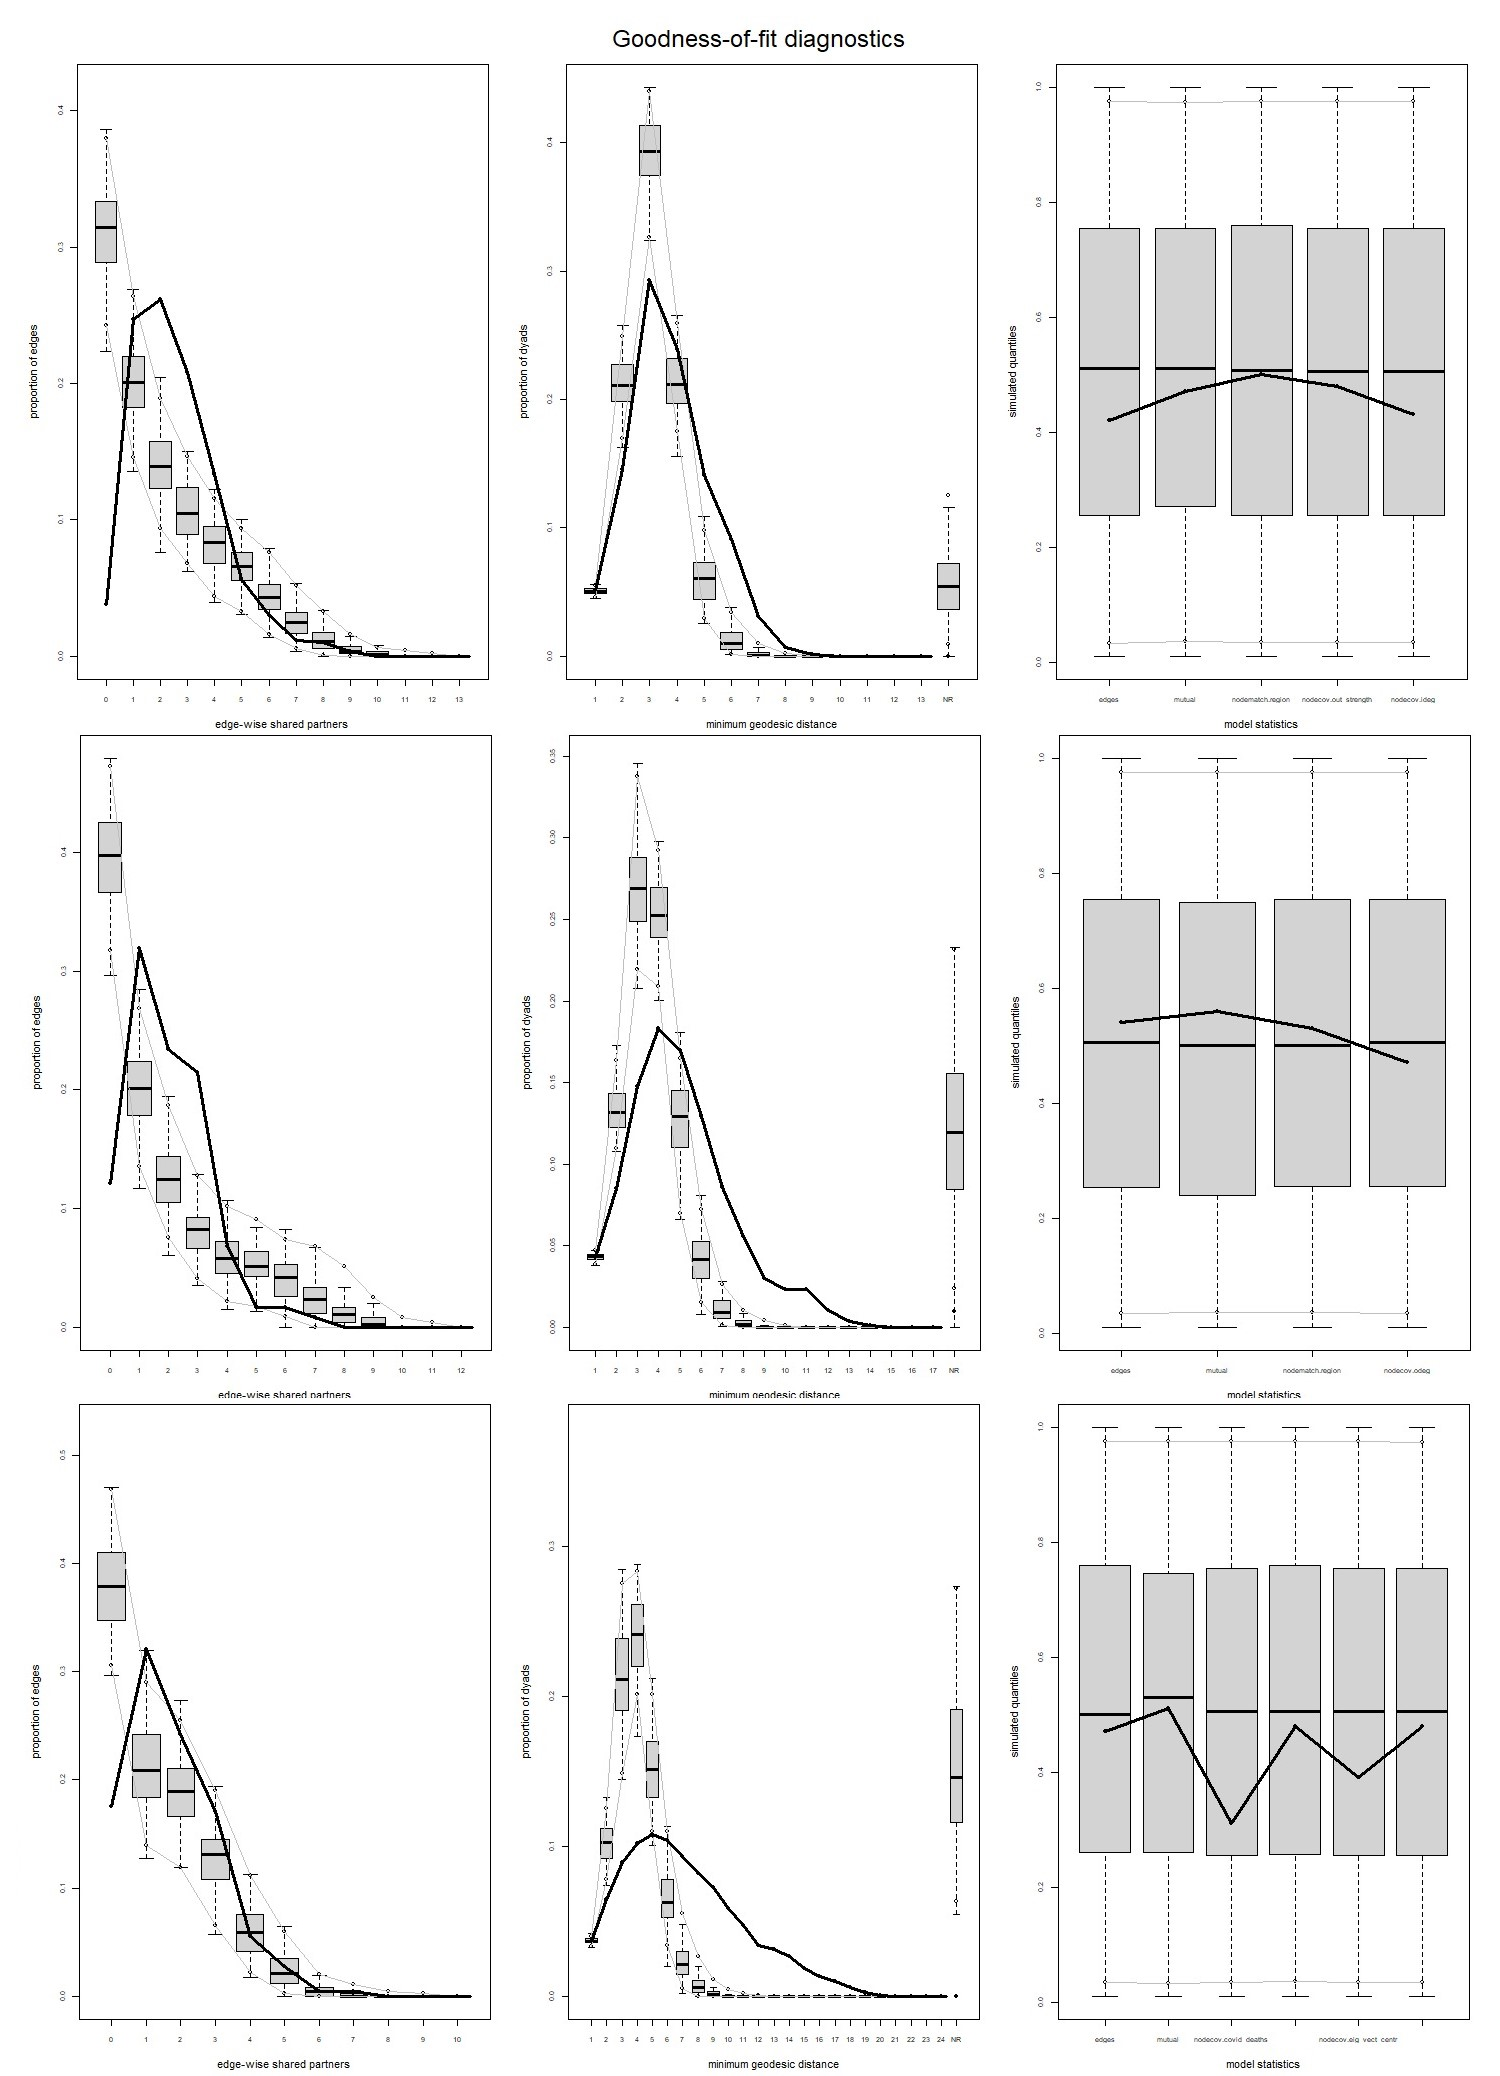 Goodness-of-fit diagnostics
0.4
0.3
0.2
0.1
0.0
proportion of edges
0 1 2 3 4 5 6 7 8 9 10 11 12 13
edge-wise shared partners
0.4
0.3
0.2
0.1
0.0
proportion of dyads
1 2 3 4 5 6 7 8 9 10 11 12 13 NR
minimum geodesic distance
1.0
0.8
0.6
0.4
0.2
0.0
simulated quantiles
edges mutual nodematch.region nodecov.out_strength nodecov.ideg
model statistics
0.4
0.3
0.2
0.1
0.0
proportion of edges
0 1 2 3 4 5 6 7 8 9 10 11 12
edge-wise shared partners
0.35
0.30
0.25
0.20
0.15
0.10
0.05
0.00
proportion of dyads
1 2 3 4 5 6 7 8 9 10 11 12 13 14 15 16 17 NR
minimum geodesic distance
1.0
0.8
0.6
0.4
0.2
0.0
simulated quantiles
edges mutual nodematch.region nodecov.odeg
model statistics
0.5
0.4
0.3
0.2
0.1
0.0
proportion of edges
0 1 2 3 4 5 6 7 8 9 10
edge-wise shared partners
0.3
0.2
0.1
0.0
proportion of dyads
1 2 3 4 5 6 7 8 9 10 11 12 13 14 15 16 17 18 19 20 21 22 23 24 NR
minimum geodesic distance
1.0
0.8
0.6
0.4
0.2
0.0
simulated quantiles
edges mutual nodecov.covid_deaths nodecov.eig_vect_centr
model statistics